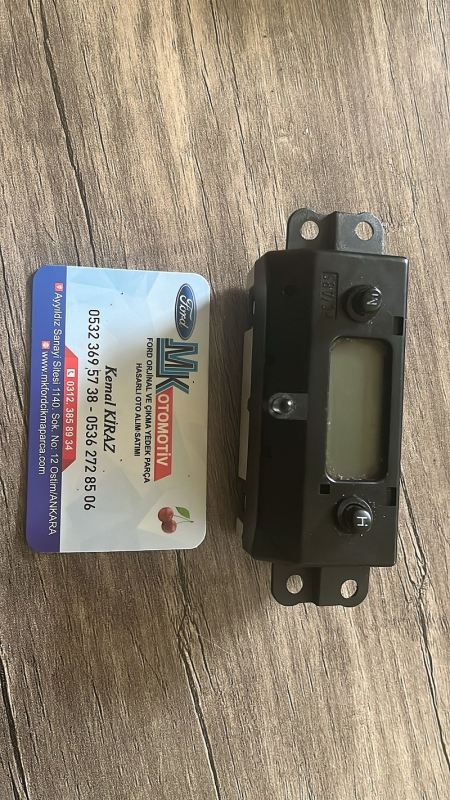 Ford
MK OTOMOTİV
FORD ORJİNAL VE ÇIKMA YEDEK PARÇA
HASARLI OTO ALIM SATIMI
Kemal KİRAZ
0532 369 57 38 - 0536 272 85 06
0312 385 89 34
Ayyıldız Sanayi Sitesi 1140. Sok. No: 12 Ostim/ANKARA
www.mkfordcikmaparca.com
M
H